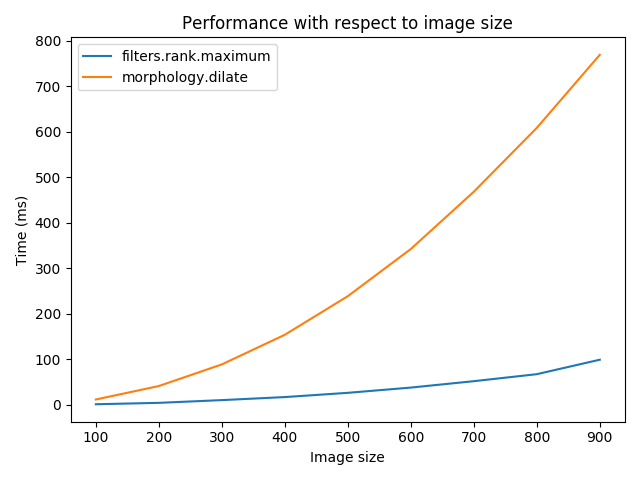 Performance with respect to image size
filters.rank.maximum
morphology.dilate
Time (ms)
800
700
600
500
400
300
200
100
0
100 200 300 400 500 600 700 800 900
Image size